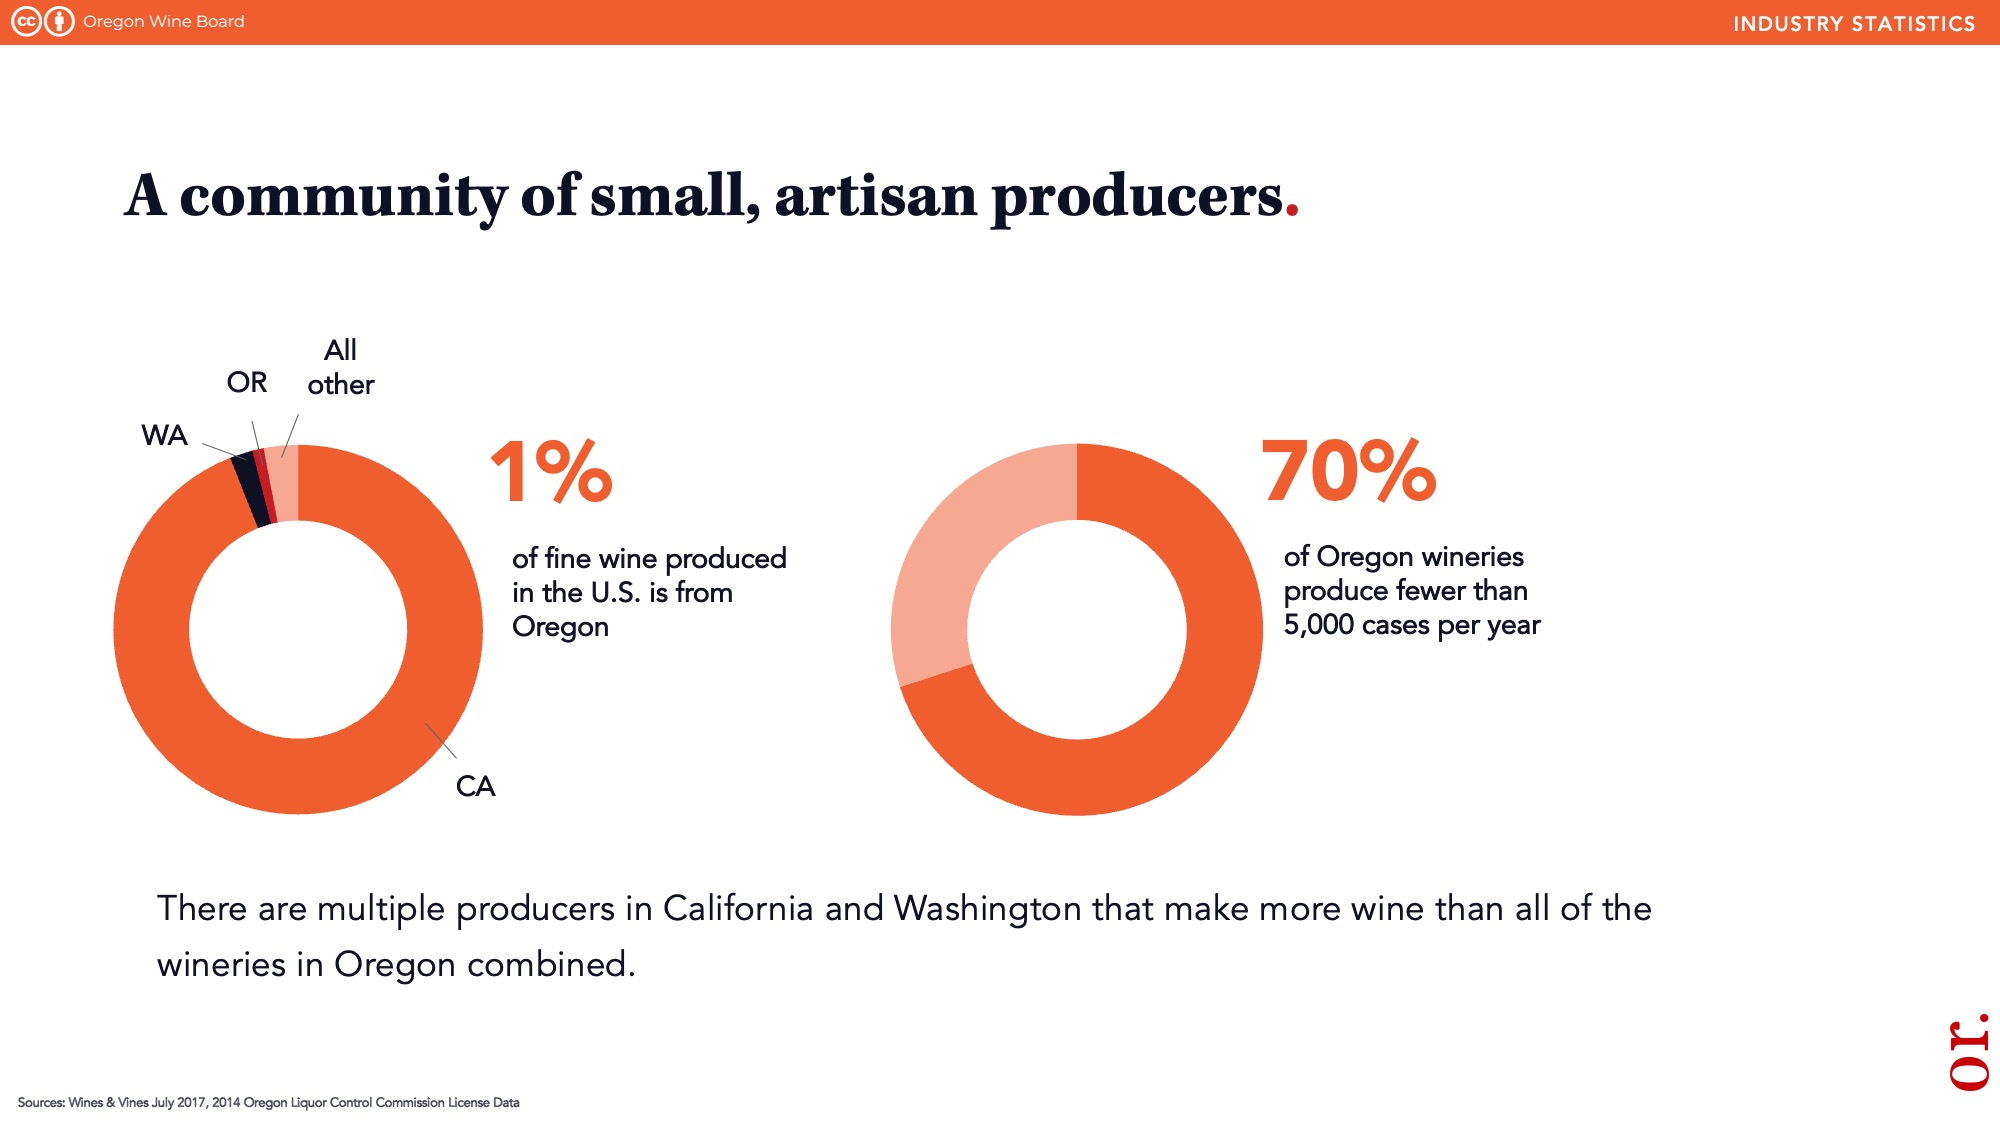 cc Oregon Wine Board
INDUSTRY STATISTICS
A community of small, artisan producers.
All
other
OR
WA
CA
1%
of fine wine produced
in the U.S. is from
Oregon
70%
of Oregon wineries
produce fewer than
5,000 cases per year
There are multiple producers in California and Washington that make more wine than all of the
wineries in Oregon combined.
or.
Sources: Wines & Vines July 2017, 2014 Oregon Liquor Control Commission License Data